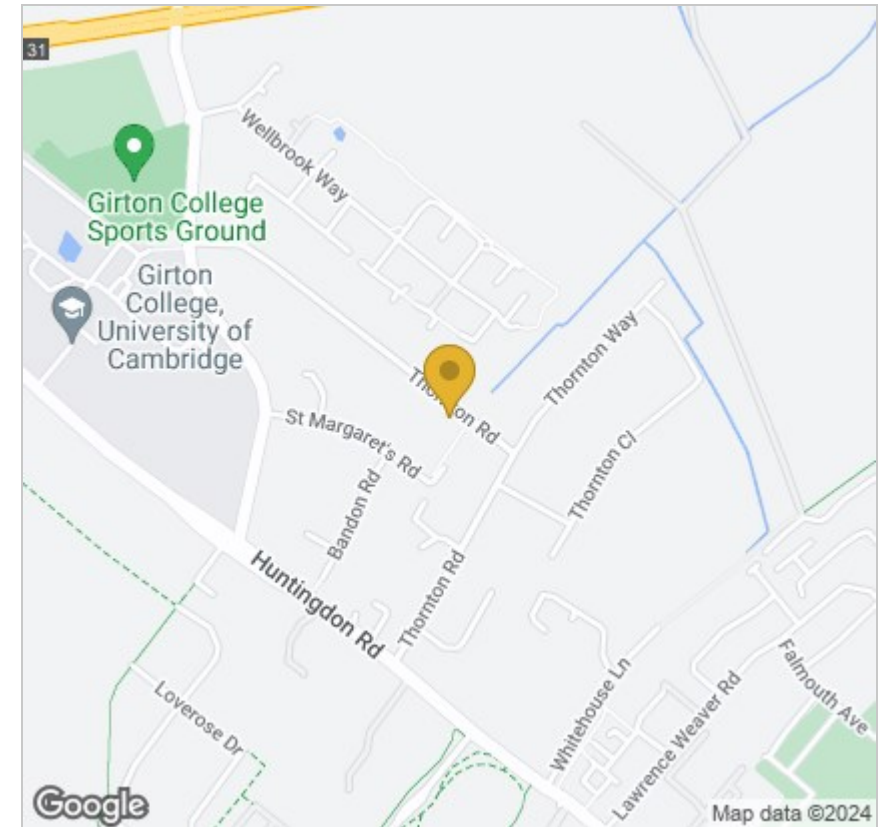 31
Wellbrook Way
Girton College
Sports Ground
Girton
College,
University of
Cambridge
Thornton Way
Thornton Rd
St Margaret's Rd
Thornton Cl
Bandon Rd
Huntingdon Rd
Thornton Rd
Loverose Dr
Whitehouse Ln
Lawrence Weaver Rd
Falmouth Ave
Google
Map data ©2024